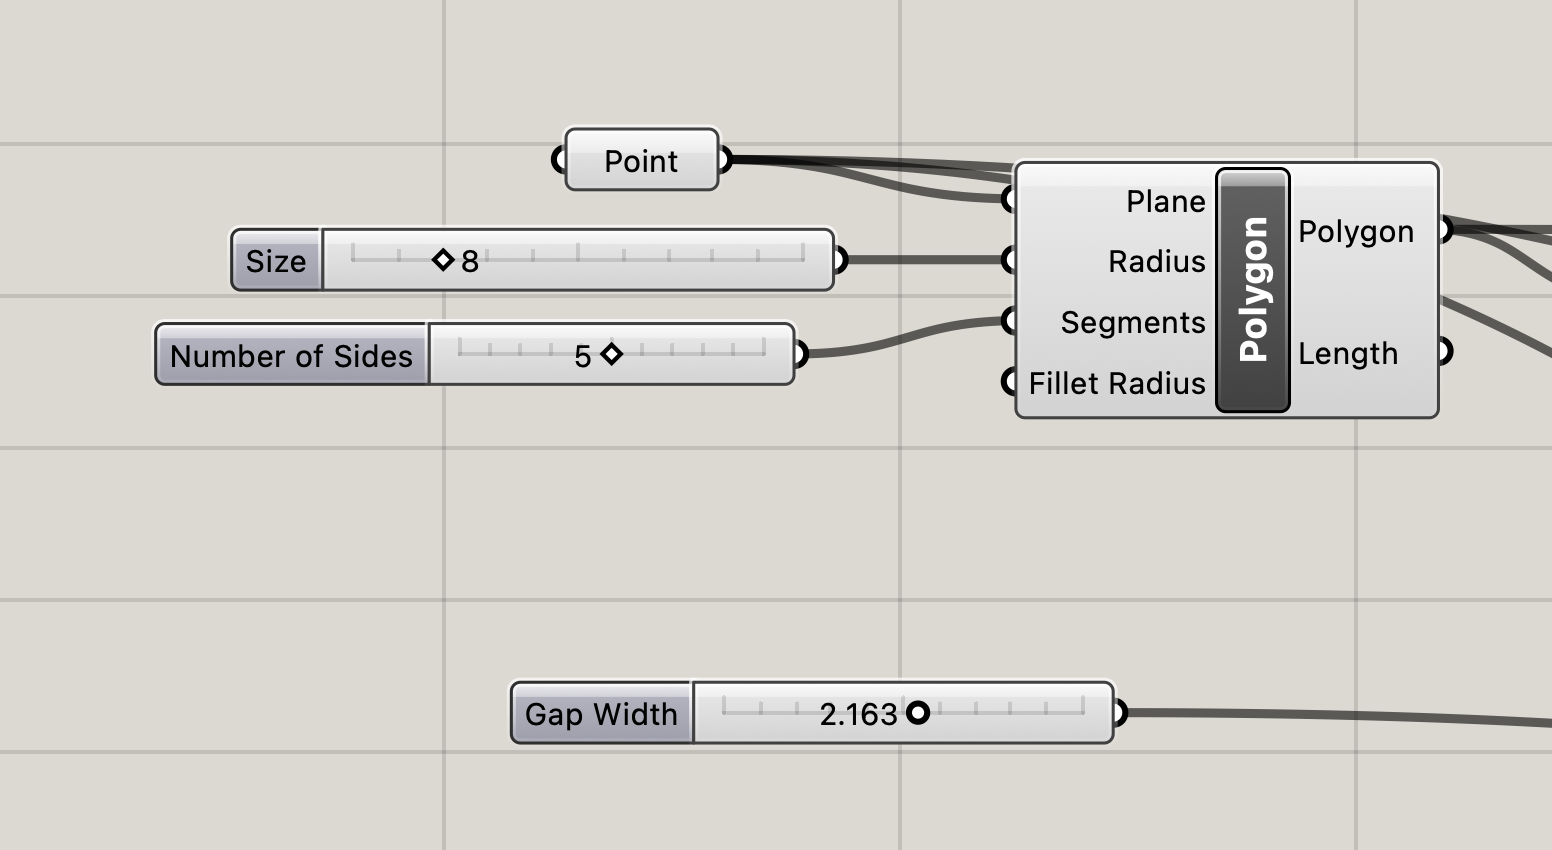 Point
Size 8
Number of Sides 5
Plane
Radius
Segments
Fillet Radius
Polygon
Polygon
Length
Gap Width 2.163